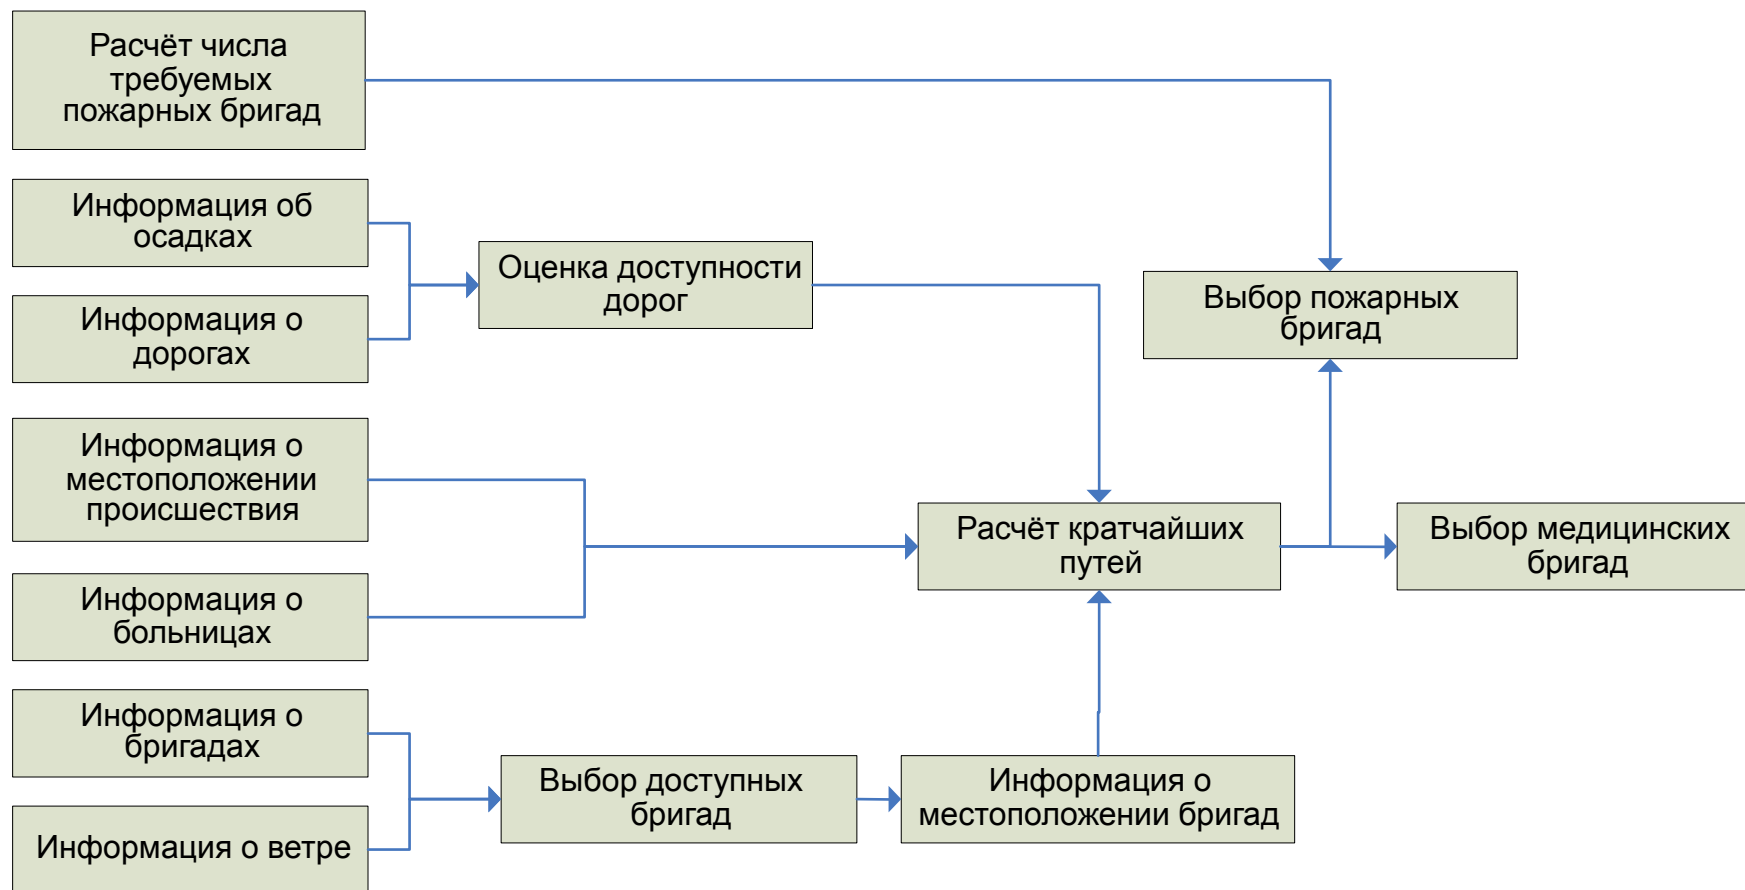 Расчёт числа
требуемых
пожарных бригад
Информация об
осадках
Оценка доступности
дорог
Выбор пожарных
бригад
Информация о
дорогах
Информация о
местоположении
происшествия
Расчёт кратчайших
путей
Выбор медицинских
бригад
Информация о
больницах
Информация о
бригадах
Выбор доступных
бригад
Информация о
местоположении бригад
Информация о ветре